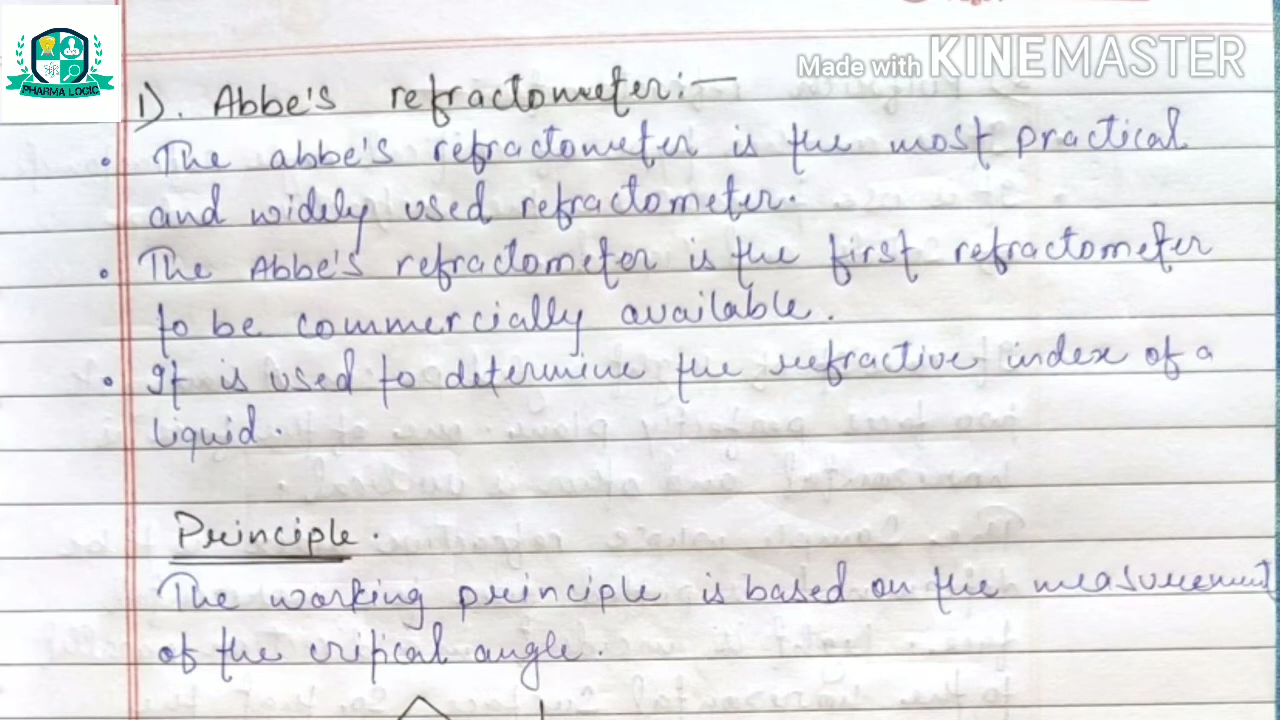 PHARMA LOGIC
Made with KINEMASTER
1). Abbe's refractometer:-
• The abbe's refractometer is the most practical
and widely used refractometer.
• The Abbe's refractometer is the first refractometer
to be commercially available.
• It is used to determine the refractive index of a
liquid.
Principle.
The working principle is based on the measurement
of the critical angle.